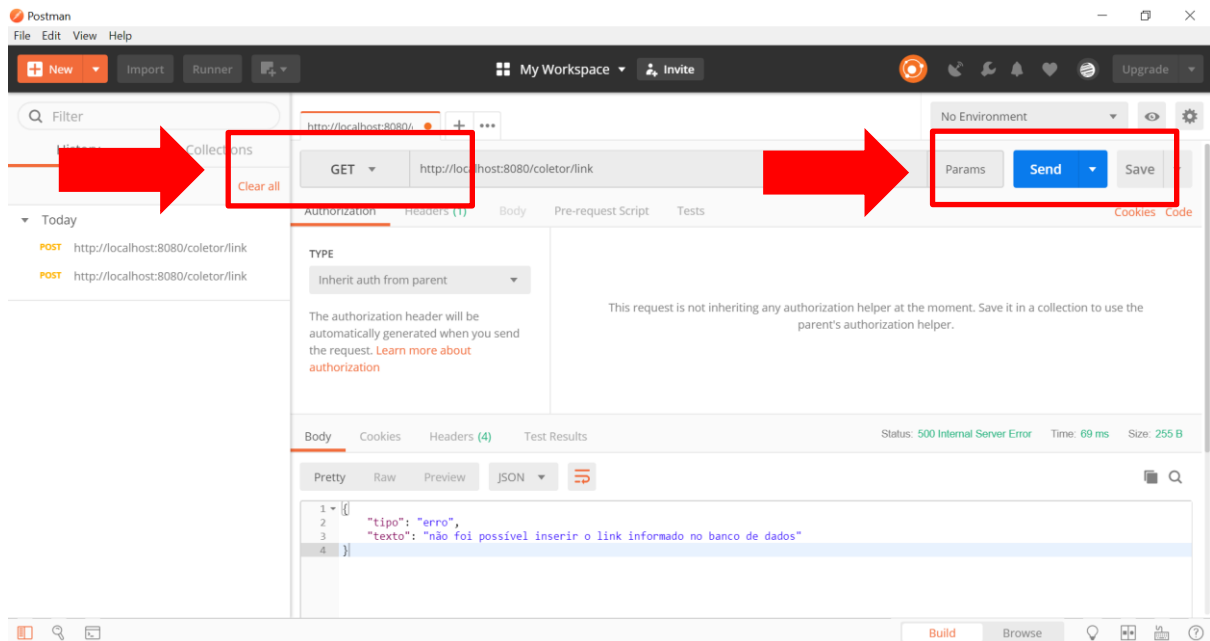 Postman
File Edit View Help
New Import Runner My Workspace Invite Upgrade
Filter
History Collections
Clear all
Today
POST http://localhost:8080/coletor/link
POST http://localhost:8080/coletor/link
http://localhost:8080/
No Environment
GET http://localhost:8080/coletor/link Params Send Save
Authorization Headers (1) Body Pre-request Script Tests Cookies Code
TYPE
Inherit auth from parent
The authorization header will be
automatically generated when you send
the request. Learn more about
authorization
This request is not inheriting any authorization helper at the moment. Save it in a collection to use the
parent's authorization helper.
Body Cookies Headers (4) Test Results Status: 500 Internal Server Error Time: 69 ms Size: 255 B
Pretty Raw Preview JSON
1 {
2 "tipo": "erro",
3 "texto": "não foi possível inserir o link informado no banco de dados"
4 }
Build Browse